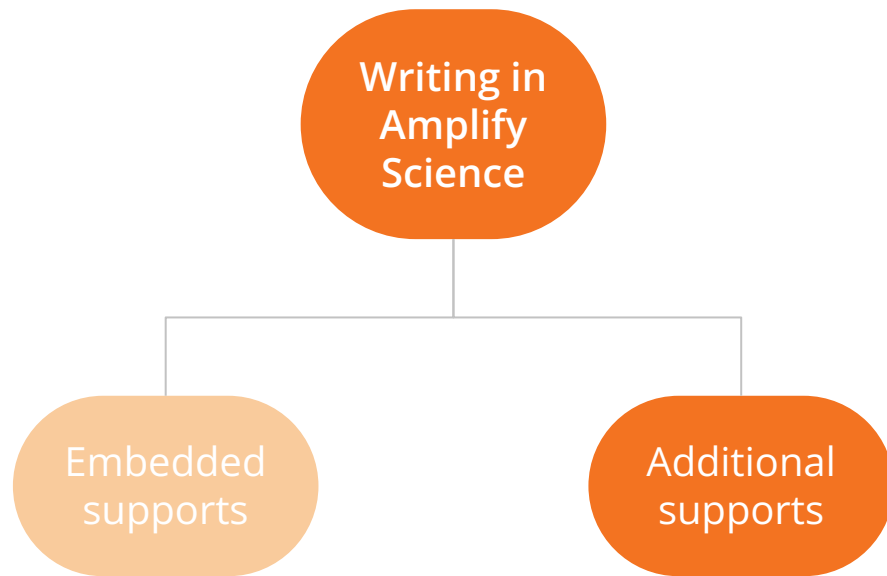 Writing in
Amplify
Science
Embedded
supports
Additional
supports